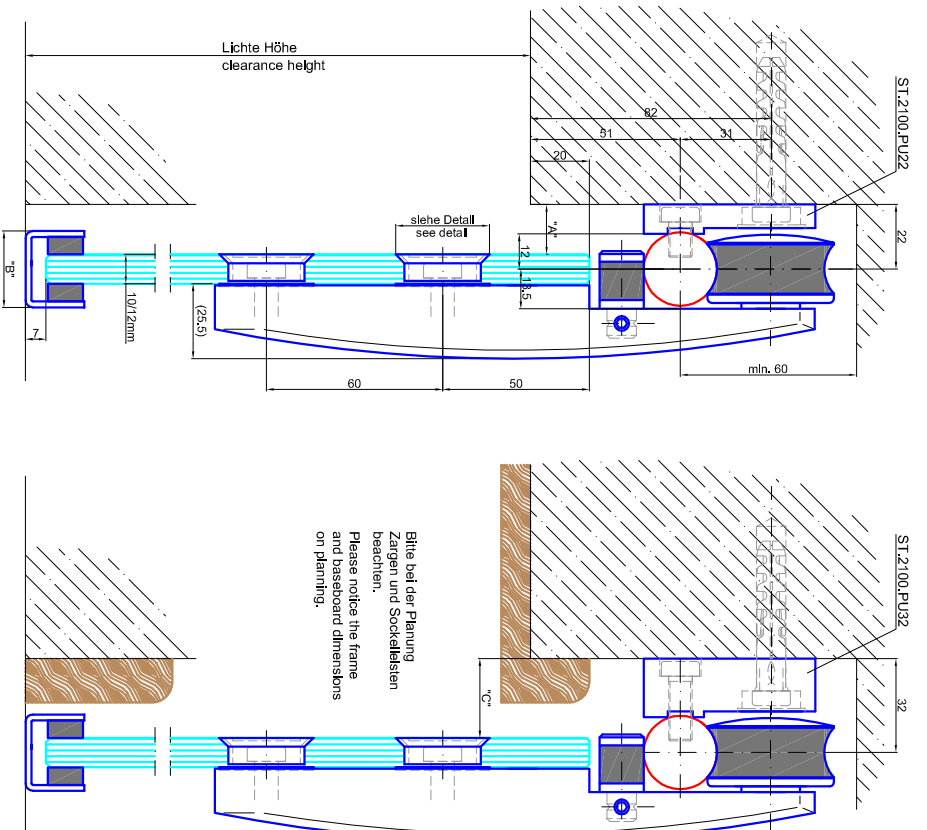 Lichte Höhe
clearance height
ST.2100.PU22
82
51
31
20
22
"A"
siehe Detail
see detail
12
13.5
"B"
10/12mm
7
(25,5)
60
50
min. 60
ST.2100.PU32
Bitte bei der Planung
Zargen und Sockelleisten
beachten.
Please notice the frame
and baseboard dimensions
on planning.
"C"
32